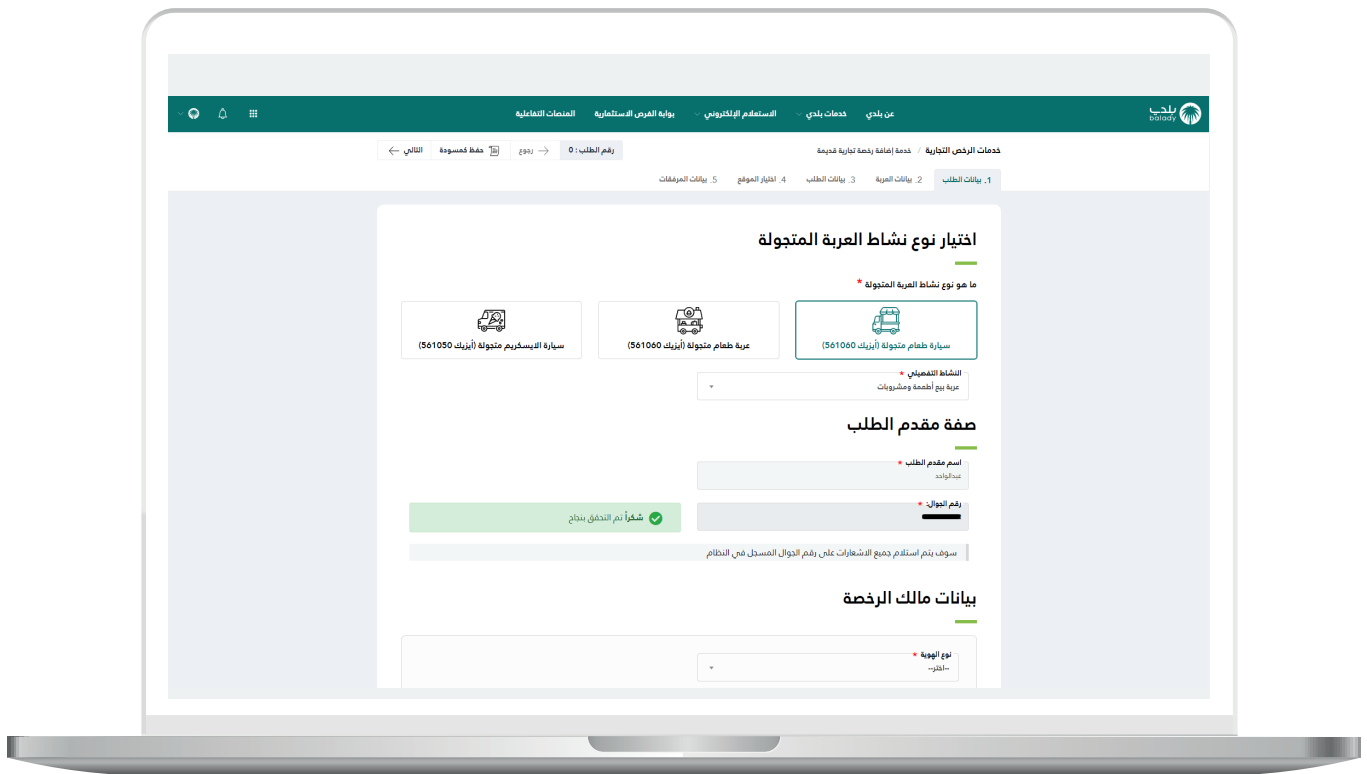 بلدي
balady
عن بلدي خدمات بلدي الاستعلام الإلكتروني بوابة الفرص الاستثمارية المنصات التفاعلية
خدمات الرخص التجارية / خدمة إضافة رخصة تجارية قديمة
رقم الطلب : 0 رجوع حفظ كمسودة التالي
1. بيانات الطلب 2. بيانات العربة 3. بيانات الطلب 4. اختيار الموقع 5. بيانات المرفقات
اختيار نوع نشاط العربة المتجولة
ما هو نوع نشاط العربة المتجولة *
سيارة طعام متجولة (أيزيك 561060) عربة طعام متجولة (أيزيك 561060) سيارة الايسكريم متجولة (أيزيك 561050)
النشاط التفصيلي *
عربة بيع أطعمة ومشروبات
صفة مقدم الطلب
اسم مقدم الطلب *
عبدالواحد
رقم الجوال: *
شكراً تم التحقق بنجاح
سوف يتم استلام جميع الاشعارات على رقم الجوال المسجل في النظام
بيانات مالك الرخصة
نوع الهوية *
--اختر--